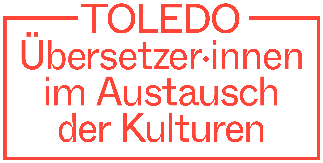 TOLEDO
Übersetzer·innen
im Austausch
der Kulturen